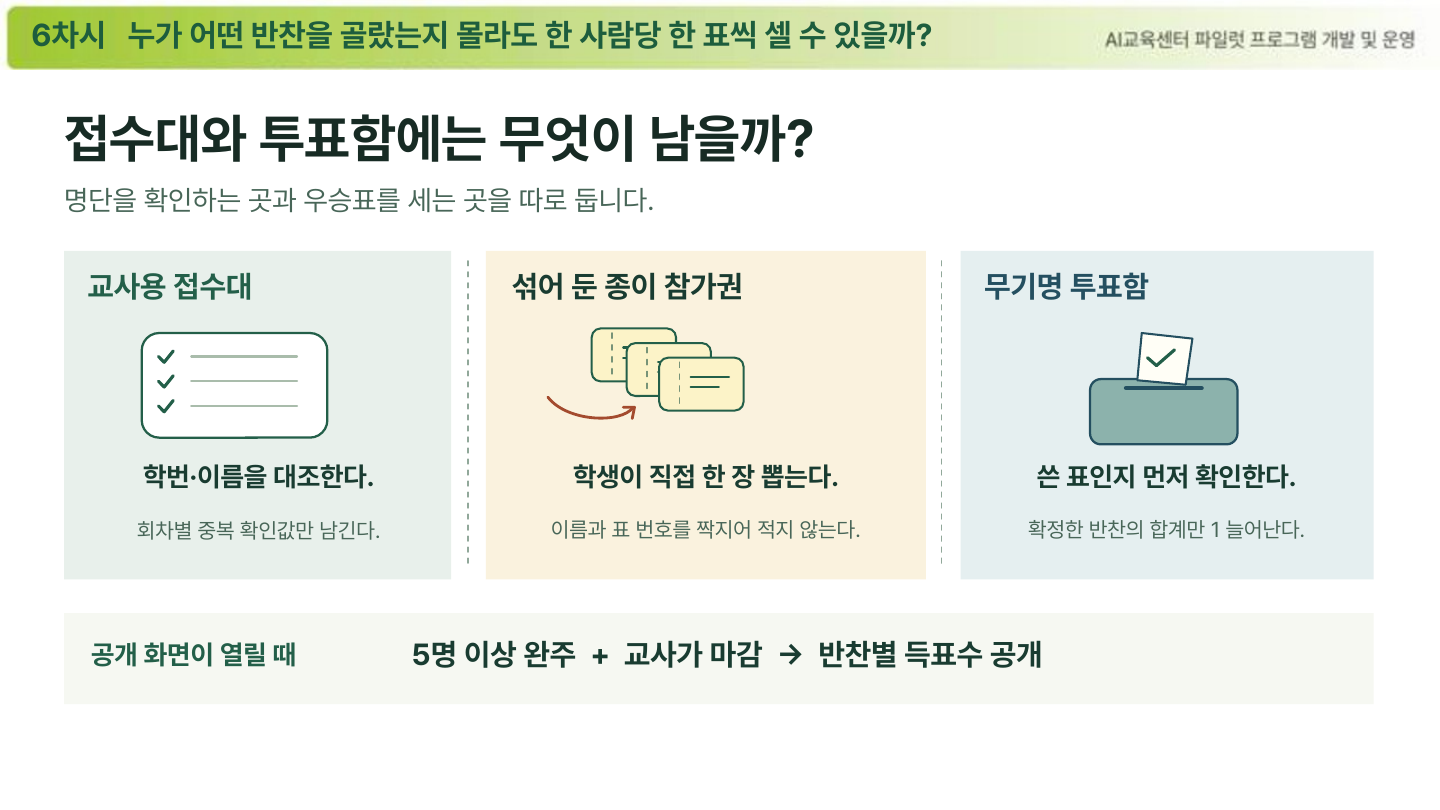 6차시 누가 어떤 반찬을 골랐는지 몰라도 한 사람당 한 표씩 셀 수 있을까?
AI교육센터 파일럿 프로그램 개발 및 운영
접수대와 투표함에는 무엇이 남을까?
명단을 확인하는 곳과 우승표를 세는 곳을 따로 둡니다.
교사용 접수대
학번·이름을 대조한다.
회차별 중복 확인값만 남긴다.
섞어 둔 종이 참가권
학생이 직접 한 장 뽑는다.
이름과 표 번호를 짝지어 적지 않는다.
무기명 투표함
쓴 표인지 먼저 확인한다.
확정한 반찬의 합계만 1 늘어난다.
공개 화면이 열릴 때
5명 이상 완주 + 교사가 마감 → 반찬별 득표수 공개